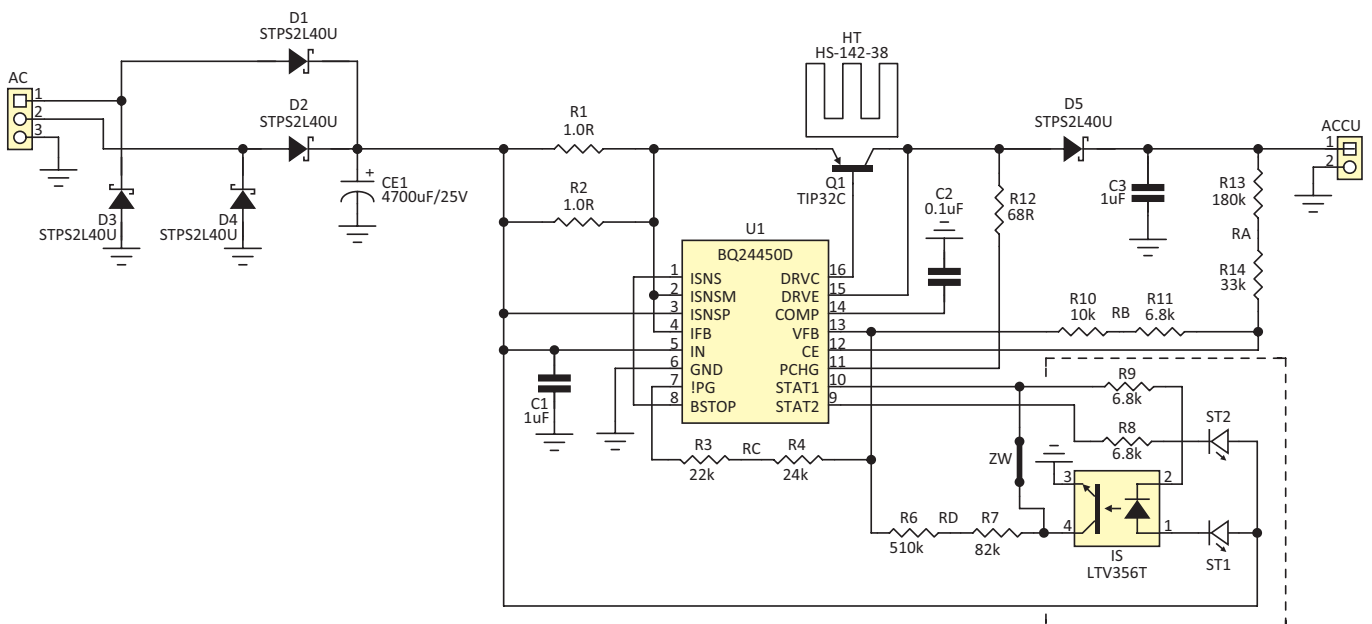 D1
STPS2L40U
AC
1
2
3
D2
STPS2L40U
D3
STPS2L40U
D4
STPS2L40U
+
CE1
4700uF/25V
R1
1.0R
R2
1.0R
HT
HS-142-38
Q1
TIP32C
D5
STPS2L40U
ACCU
1
2
C2
0.1uF
R12
68R
C3
1uF
R13
180k
RA
R14
33k
U1
BQ24450D
1 ISNS DRVC 16
2 ISNSM DRVE 15
3 ISNSP COMP 14
4 IFB VFB 13
5 IN CE 12
6 GND PCHG 11
7 !PG STAT1 10
8 BSTOP STAT2 9
R10 RB R11
10k 6.8k
C1
1uF
R9
6.8k
R8
6.8k
ST2
R3 RC R4
22k 24k
ZW
3 2
4 1
R6 RD R7
510k 82k
IS
LTV356T
ST1